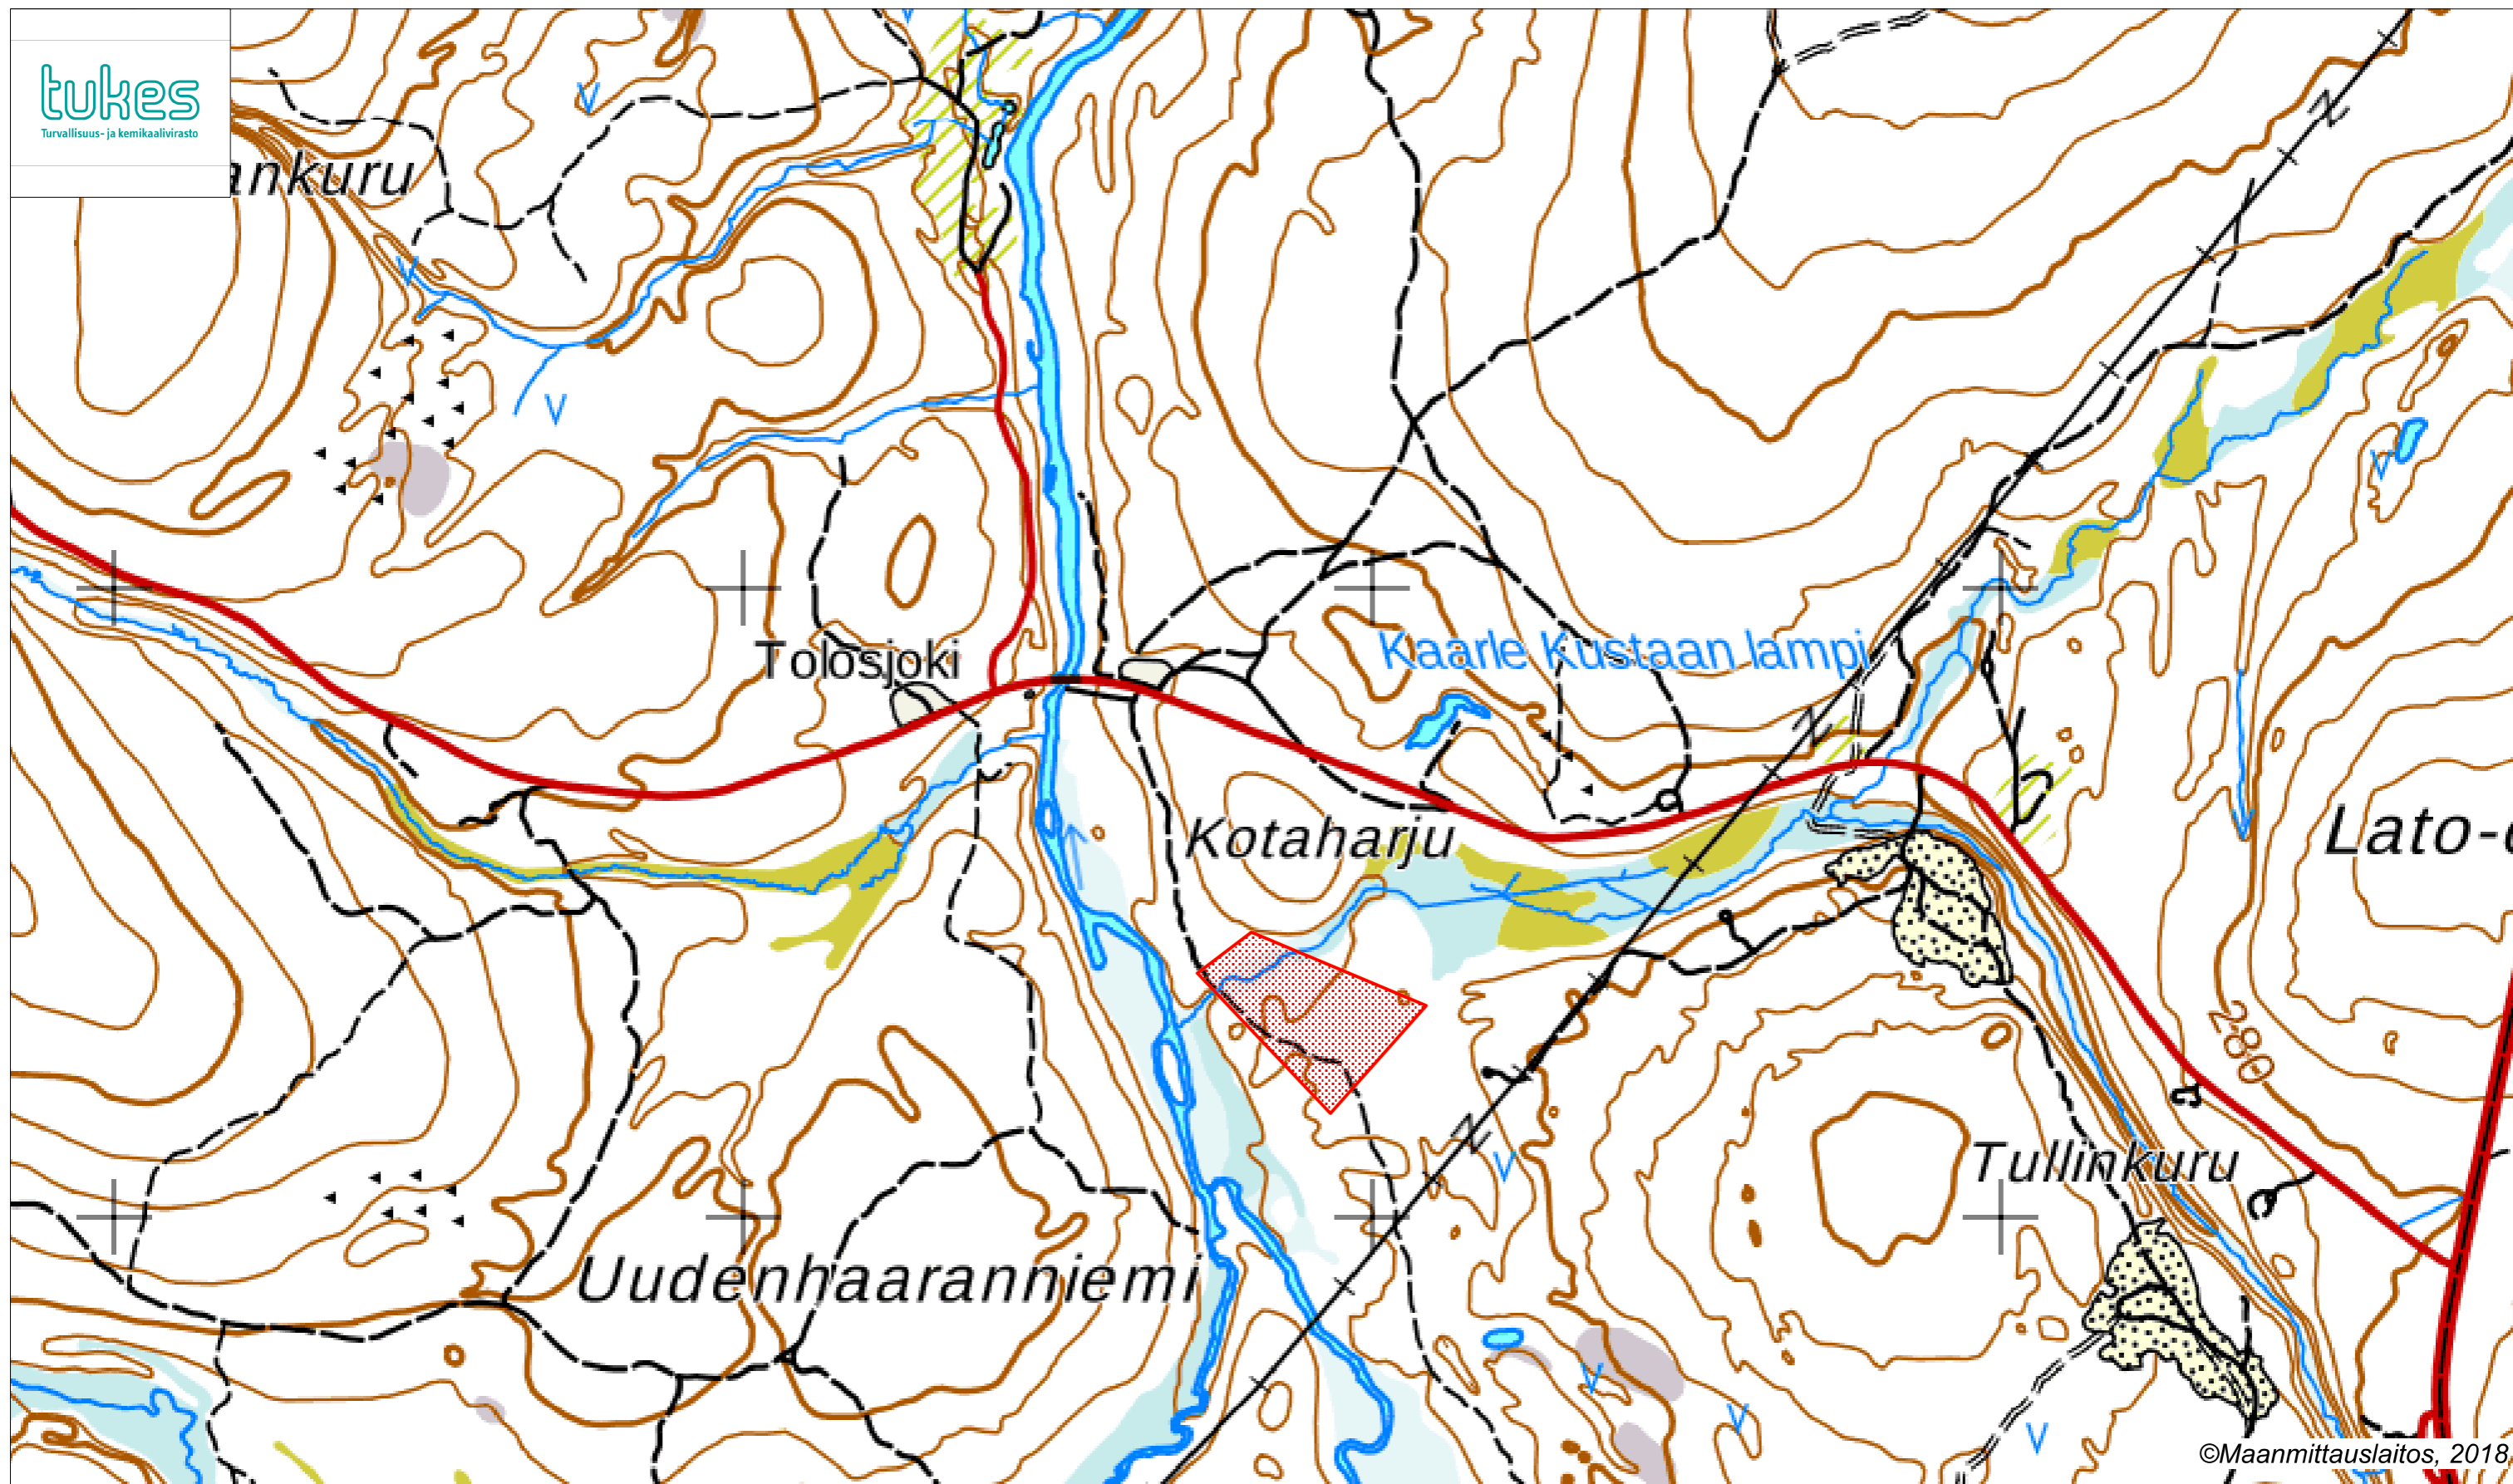 tukes
Turvallisuus- ja kemikaalivirasto
ankuru
Tolosjoki
Kaarle Kustaan lampi
Kotaharju
Lato-
280
Tullinkuru
Uudenhaaranniemi
©Maanmittauslaitos, 2018